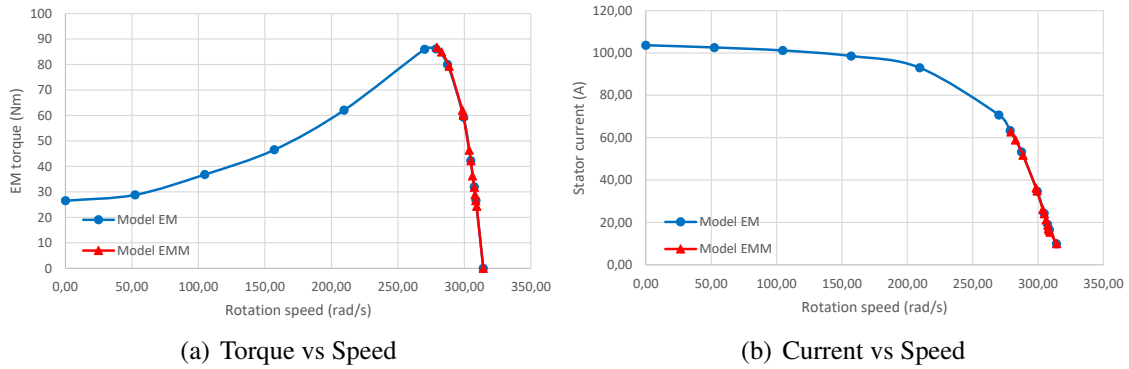 100
90
80
70
60
50
40
30
20
10
0
EM torque (Nm)
Model EM
Model EMM
0,00 50,00 100,00 150,00 200,00 250,00 300,00 350,00
Rotation speed (rad/s)
(a) Torque vs Speed
120,00
100,00
80,00
60,00
40,00
20,00
0,00
Stator current (A)
Model EM
Model EMM
0,00 50,00 100,00 150,00 200,00 250,00 300,00 350,00
Rotation speed (rad/s)
(b) Current vs Speed